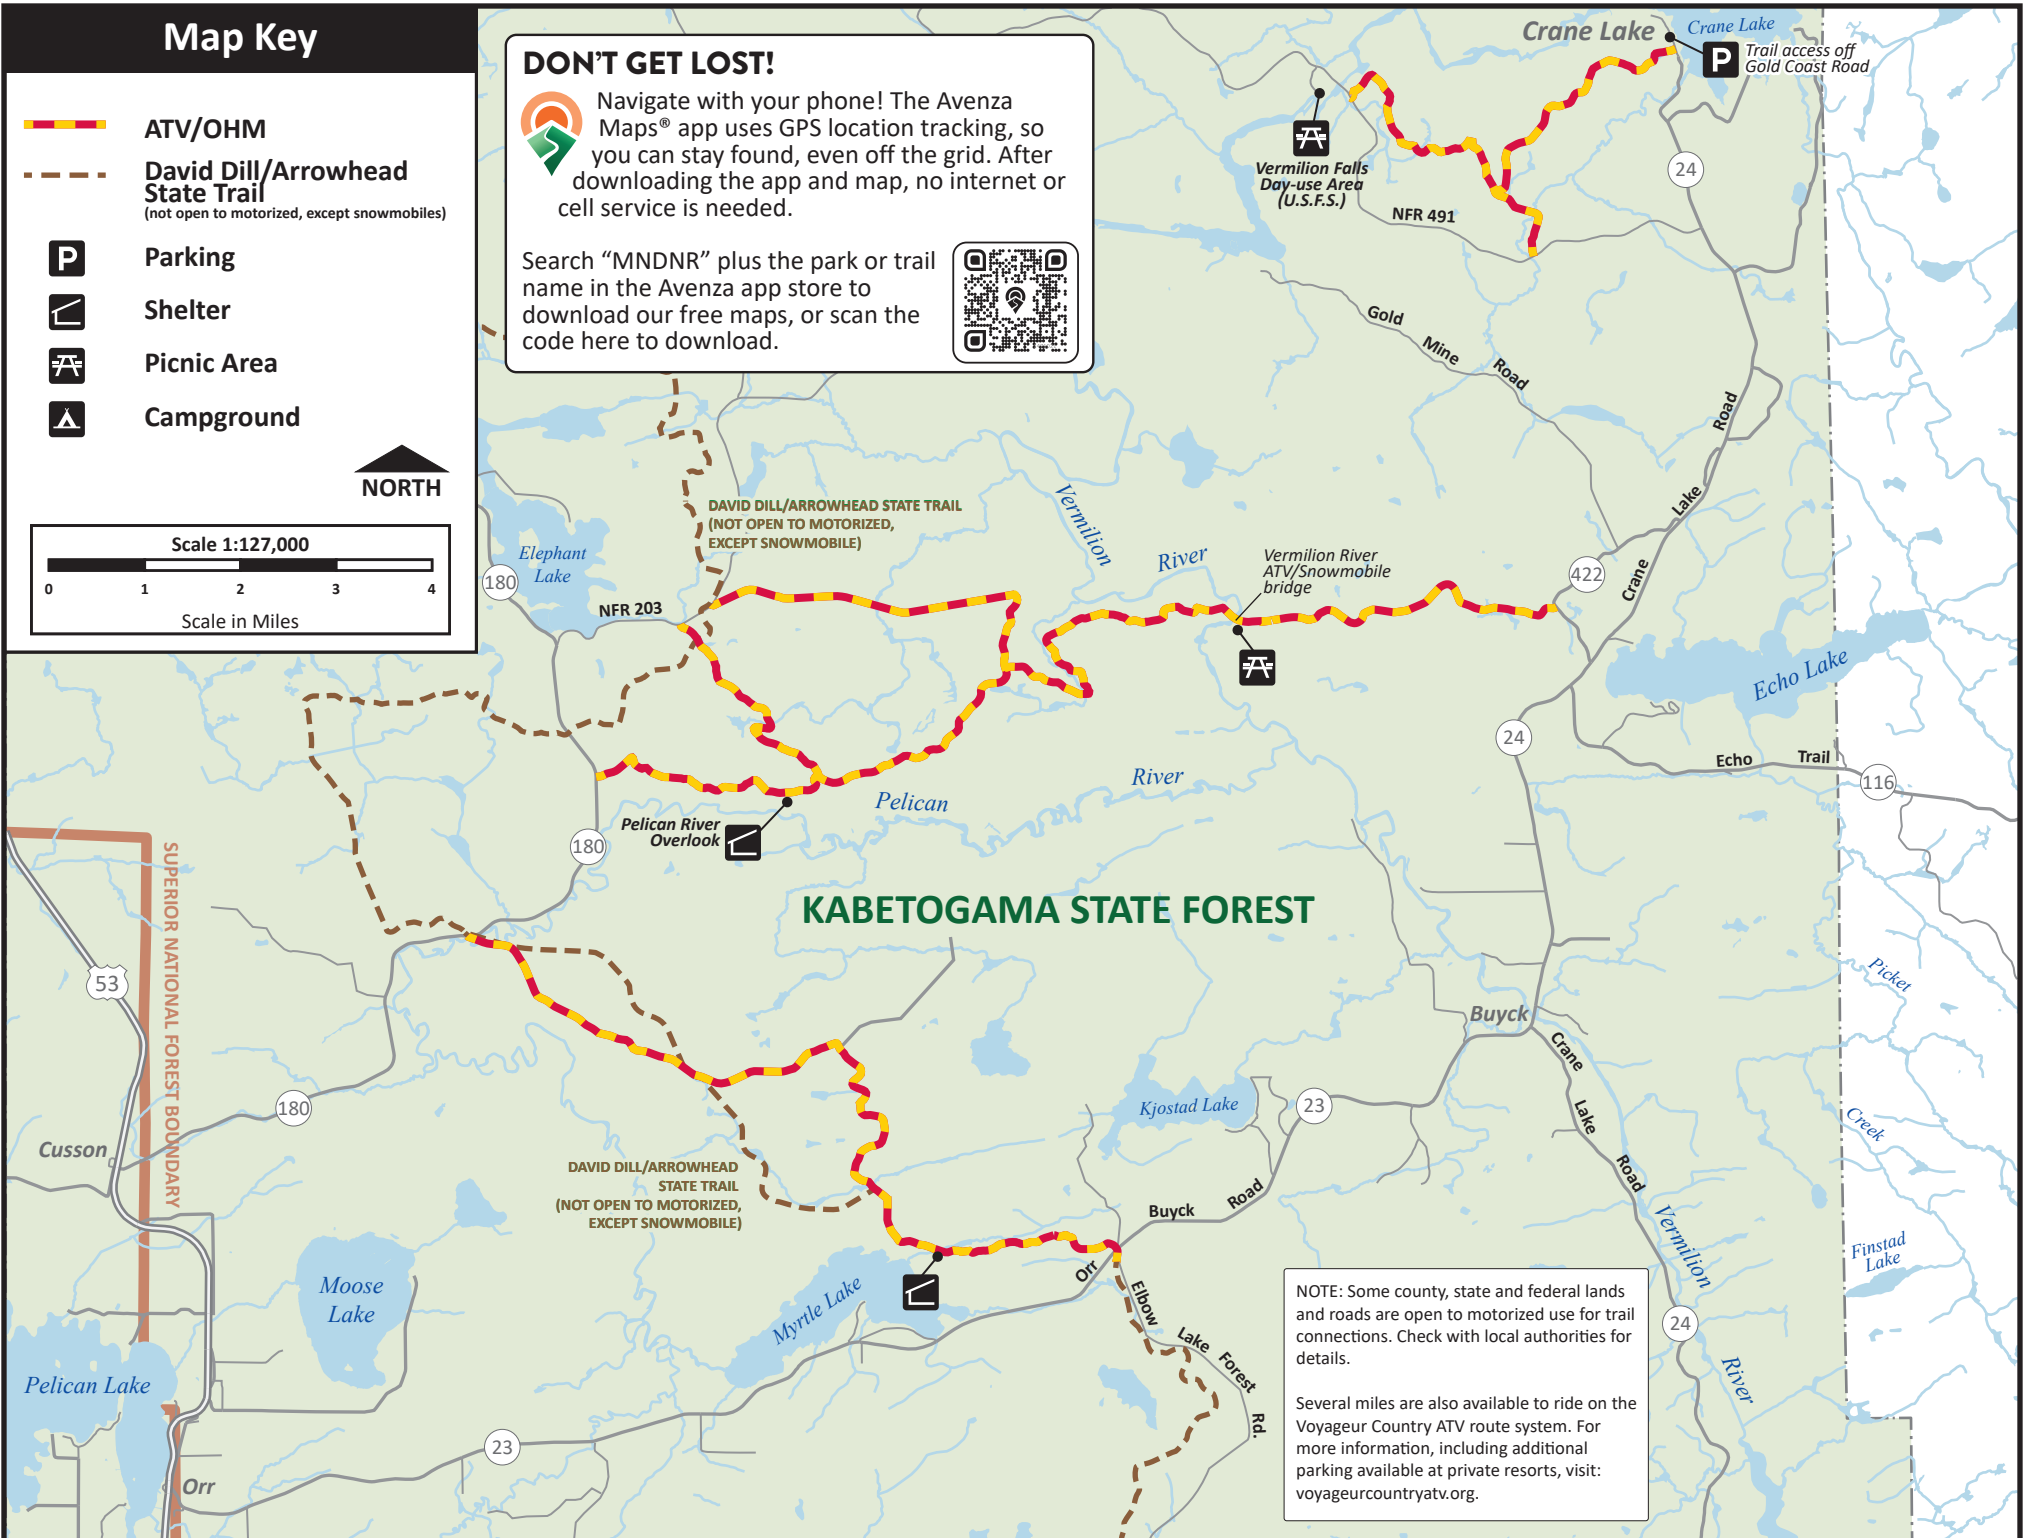 Map Key
ATV/OHM
David Dill/Arrowhead
State Trail
(not open to motorized, except snowmobiles)
Parking
Shelter
Picnic Area
Campground
NORTH
Scale 1:127,000
0 1 2 3 4
Scale in Miles
DON'T GET LOST!
Navigate with your phone! The Avenza
Maps® app uses GPS location tracking, so
you can stay found, even off the grid. After
downloading the app and map, no internet or
cell service is needed.
Search “MNDNR” plus the park or trail
name in the Avenza app store to
download our free maps, or scan the
code here to download.
Crane Lake
Crane Lake
P
Trail access off
Gold Coast Road
Vermilion Falls
Day-use Area
(U.S.F.S.)
NFR 491
24
Gold Mine Road
Crane Lake Road
DAVID DILL/ARROWHEAD STATE TRAIL
(NOT OPEN TO MOTORIZED,
EXCEPT SNOWMOBILE)
Vermilion River
Elephant
Lake
180
NFR 203
Vermilion River
ATV/Snowmobile
bridge
422
Echo Lake
24
Echo Trail
116
Pelican River
Pelican River
Overlook
180
KABETOGAMA STATE FOREST
SUPERIOR NATIONAL FOREST BOUNDARY
53
180
Cusson
Picket
Creek
Buyck
Crane Lake Road
Kjostad Lake
23
Buyck Road
DAVID DILL/ARROWHEAD
STATE TRAIL
(NOT OPEN TO MOTORIZED,
EXCEPT SNOWMOBILE)
Vermilion River
Finstad
Lake
Moose
Lake
Myrtle Lake
Orr
Elbow Lake Forest Rd.
24
Pelican Lake
23
Orr
NOTE: Some county, state and federal lands
and roads are open to motorized use for trail
connections. Check with local authorities for
details.
Several miles are also available to ride on the
Voyageur Country ATV route system. For
more information, including additional
parking available at private resorts, visit:
voyageurcountryatv.org.